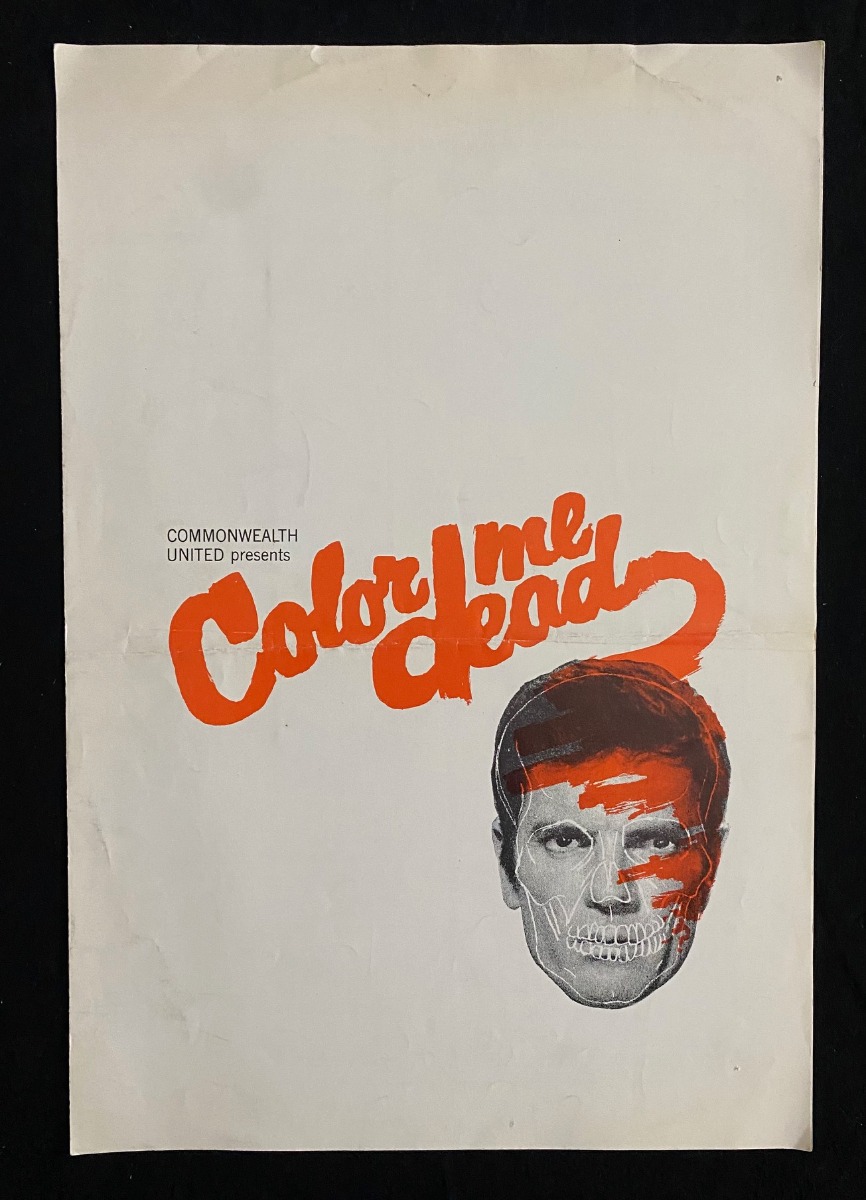 COMMONWEALTH
UNITED presents
Color me
dead